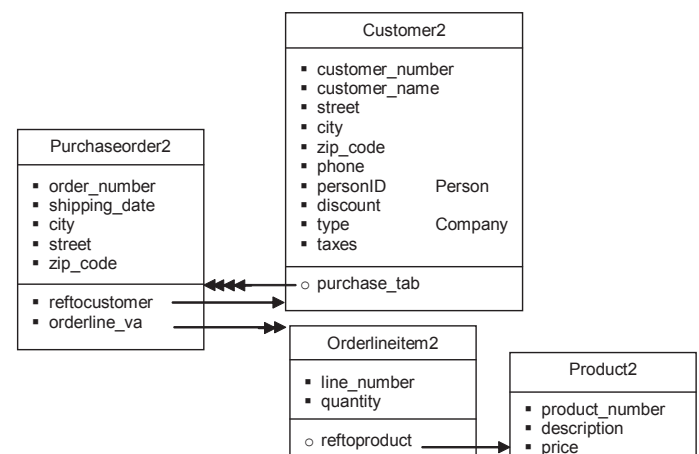 Customer2
▪ customer_number
▪ customer_name
▪ street
▪ city
▪ zip_code
▪ phone
▪ personID Person
▪ discount
▪ type Company
▪ taxes
○ purchase_tab
Purchaseorder2
▪ order_number
▪ shipping_date
▪ city
▪ street
▪ zip_code
▪ reftocustomer
▪ orderline_va
Orderlineitem2
▪ line_number
▪ quantity
○ reftoproduct
Product2
▪ product_number
▪ description
▪ price